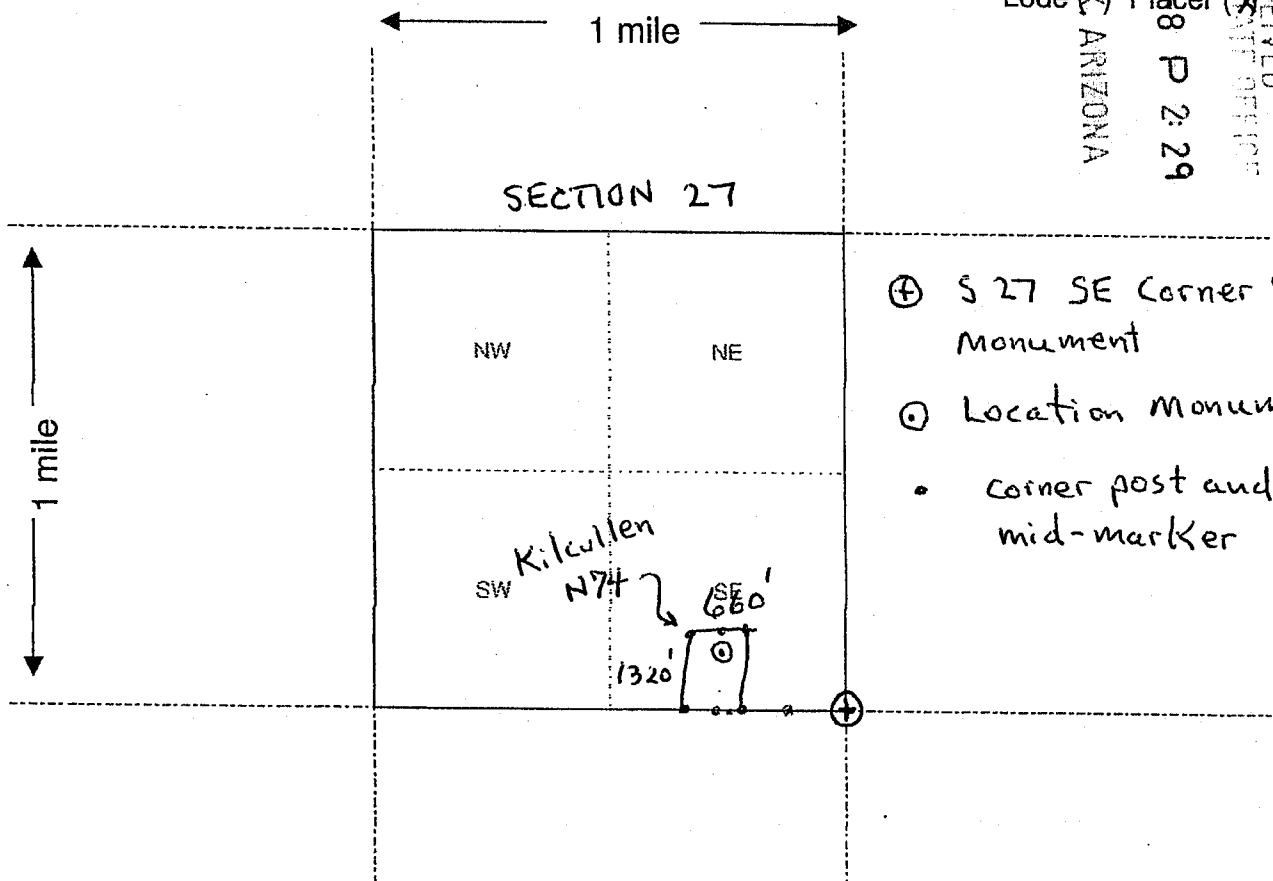 1 mile
Lode ( ) Placer (X
8 P 2:29
ARIZONA
SECTION 27
⊕ S 27 SE Corner
Monument
NW
NE
⊙ Location
1 mile
• corner post and
mid-marker
Kilcullen
N74
SW
SE
660'
1320'